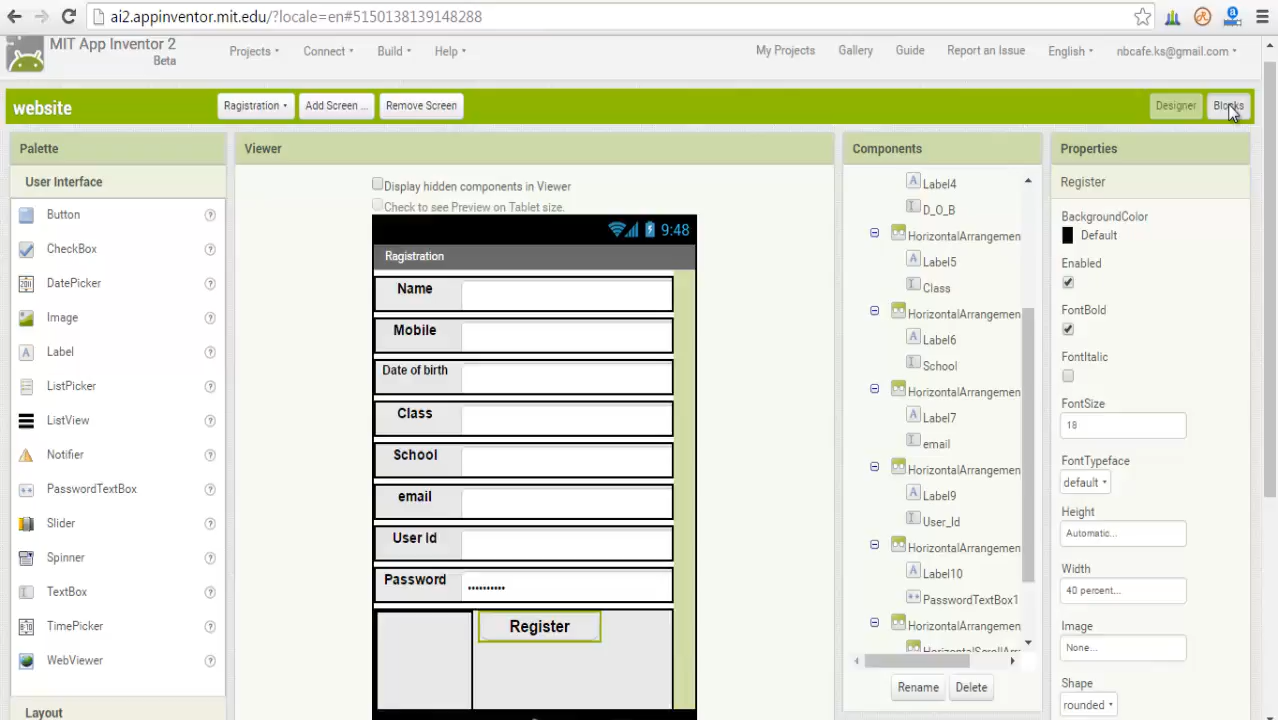 ai2.appinventor.mit.edu/?locale=en#5150138139148288
MIT App Inventor 2
Beta
Projects
Connect
Build
Help
My Projects
Gallery
Guide
Report an Issue
English
nbcafe.ks@gmail.com
website
Ragistration
Add Screen ...
Remove Screen
Designer
Blocks
Palette
Viewer
Components
Properties
User Interface
Button
CheckBox
DatePicker
Image
Label
ListPicker
ListView
Notifier
PasswordTextBox
Slider
Spinner
TextBox
TimePicker
WebViewer
Layout
Display hidden components in Viewer
Check to see Preview on Tablet size.
9:48
Ragistration
Name
Mobile
Date of birth
Class
School
email
User Id
Password
Register
Label4
D_O_B
HorizontalArrangemen
Label5
Class
HorizontalArrangemen
Label6
School
HorizontalArrangemen
Label7
email
HorizontalArrangemen
Label9
User_Id
HorizontalArrangemen
Label10
PasswordTextBox1
HorizontalArrangemen
HorizontalScrollArr
Rename
Delete
Register
BackgroundColor
Default
Enabled
FontBold
FontItalic
FontSize
18
FontTypeface
default
Height
Automatic...
Width
40 percent...
Image
None...
Shape
rounded